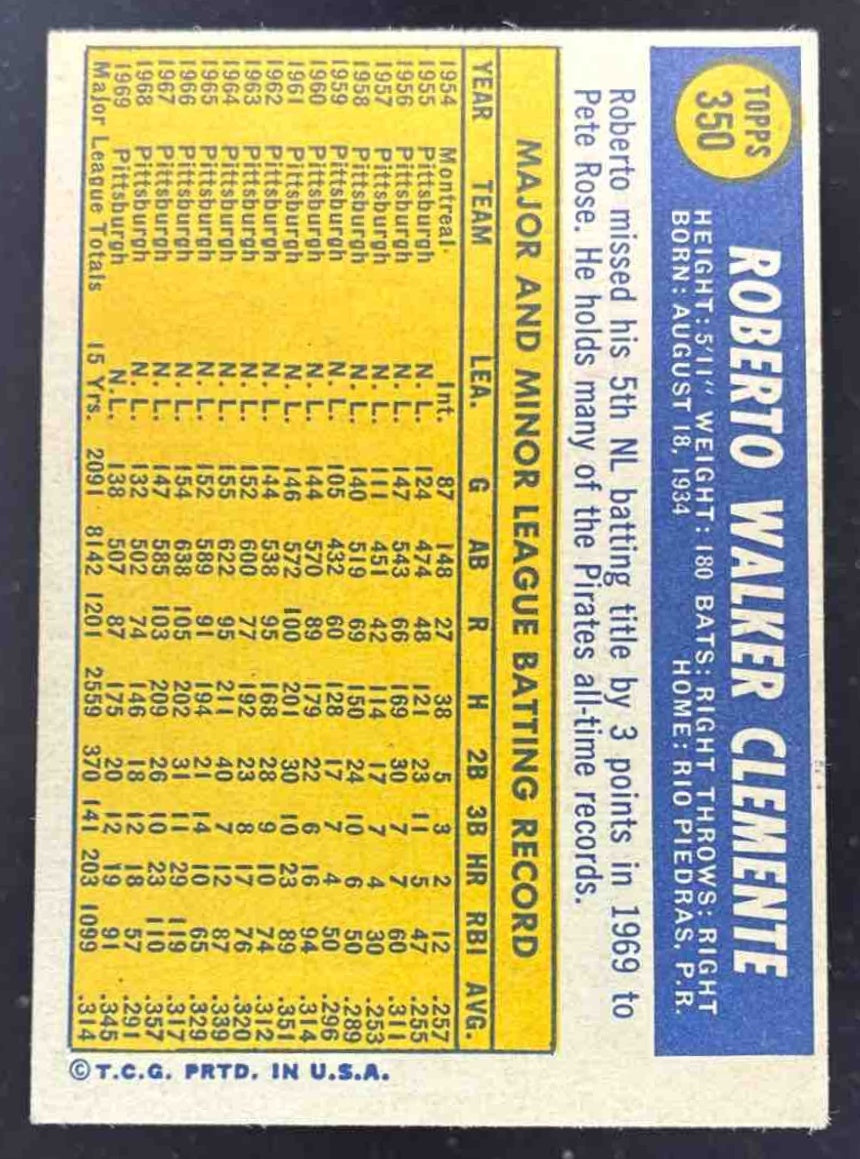 TOPPS
350
ROBERTO WALKER CLEMENTE
HEIGHT: 5'11" WEIGHT: 180 BATS: RIGHT THROWS: RIGHT
BORN: AUGUST 18, 1934 HOME: RIO PIEDRAS, P.R.
Roberto missed his 5th NL batting title by 3 points in 1969 to
Pete Rose. He holds many of the Pirates all-time records.
MAJOR AND MINOR LEAGUE BATTING RECORD
YEAR TEAM LEA. G AB R H 2B 3B HR RBI AVG.
1954 Montreal Int. 87 148 27 38 5 3 2 12 .257
1955 Pittsburgh N. L. 124 474 48 121 23 11 5 47 .255
1956 Pittsburgh N. L. 147 543 66 169 30 7 7 60 .311
1957 Pittsburgh N. L. 111 451 42 114 17 7 4 30 .253
1958 Pittsburgh N. L. 140 519 69 150 24 10 6 50 .289
1959 Pittsburgh N. L. 105 432 60 128 17 7 4 50 .296
1960 Pittsburgh N. L. 144 570 89 179 22 6 16 94 .314
1961 Pittsburgh N. L. 146 572 100 201 30 10 23 89 .351
1962 Pittsburgh N. L. 144 538 95 168 28 9 10 74 .312
1963 Pittsburgh N. L. 152 600 77 192 23 8 17 76 .320
1964 Pittsburgh N. L. 155 622 95 211 40 7 12 87 .339
1965 Pittsburgh N. L. 152 589 91 194 21 14 10 65 .329
1966 Pittsburgh N. L. 154 638 105 202 31 11 29 119 .317
1967 Pittsburgh N. L. 147 585 103 209 26 10 23 110 .357
1968 Pittsburgh N. L. 132 502 74 146 18 12 18 57 .291
1969 Pittsburgh N. L. 138 507 87 175 20 12 19 91 .345
Major League Totals 15 Yrs. 2091 8142 1201 2559 370 141 203 1099 .314
© T.C.G. PRTD. IN U.S.A.